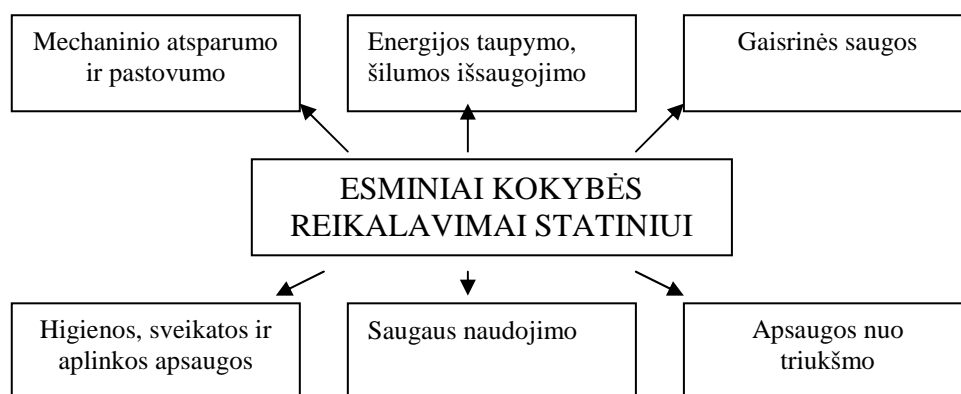 Mechaninio atsparumo
ir pastovumo
Energijos taupymo,
šilumos išsaugojimo
Gaisrinės saugos
ESMINIAI KOKYBĖS
REIKALAVIMAI STATINIUI
Higienos, sveikatos ir
aplinkos apsaugos
Saugaus naudojimo
Apsaugos nuo
triukšmo